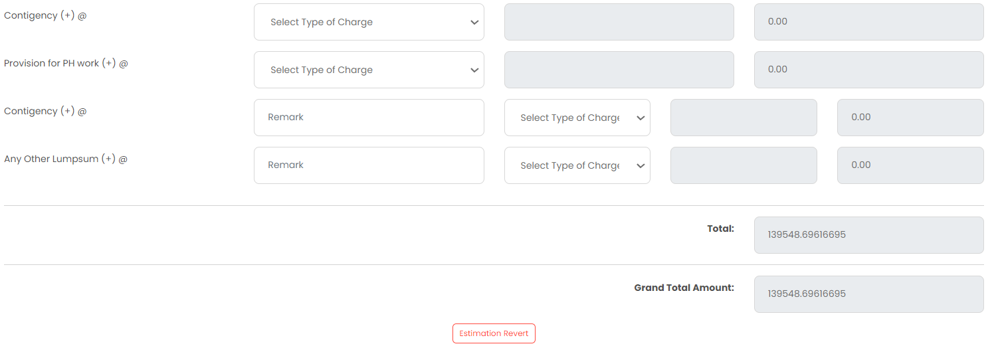 Contigency (+) @
Select Type of Charge
0.00
Provision for PH work (+) @
Select Type of Charge
0.00
Contigency (+) @
Remark
Select Type of Charge
0.00
Any Other Lumpsum (+) @
Remark
Select Type of Charge
0.00
Total:
139548.69616695
Grand Total Amount:
139548.69616695
Estimation Revert